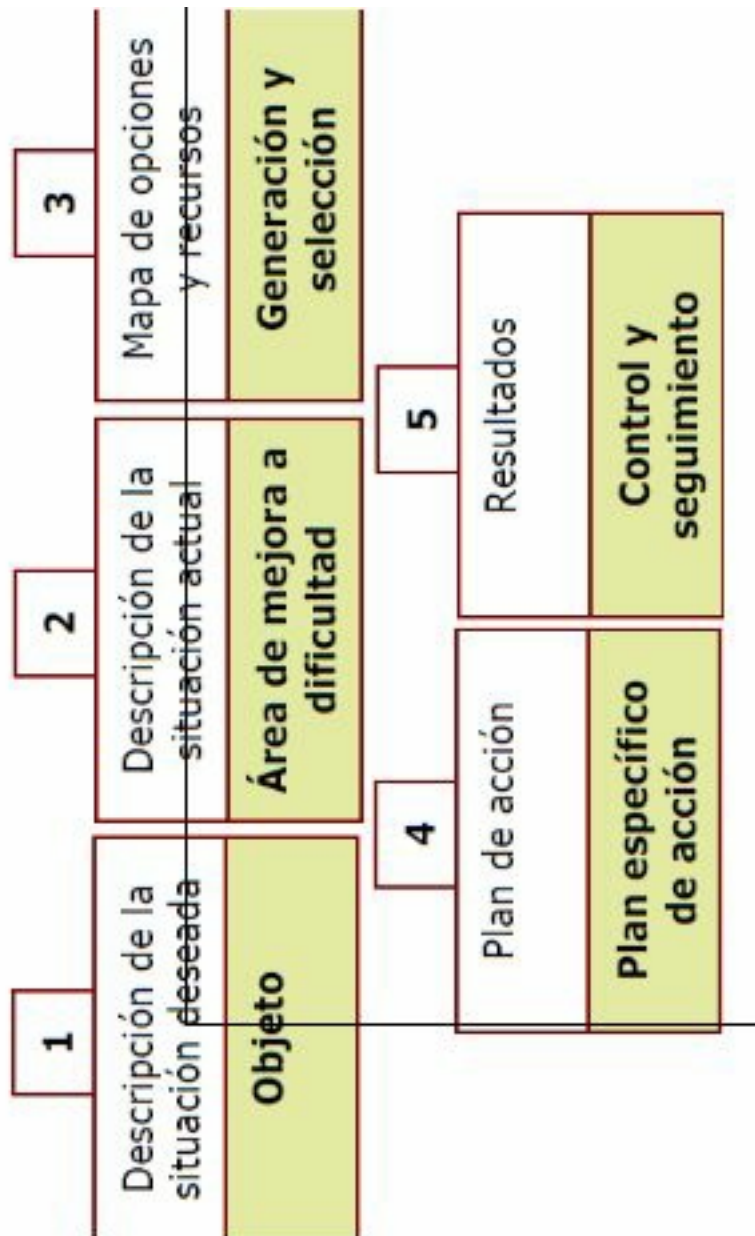 1
Descripción de la
situación deseada
Objeto
2
Descripción de la
situación actual
Área de mejora a
dificultad
3
Mapa de opciones
y recursos
Generación y
selección
4
Plan de acción
Plan específico
de acción
5
Resultados
Control y
seguimiento